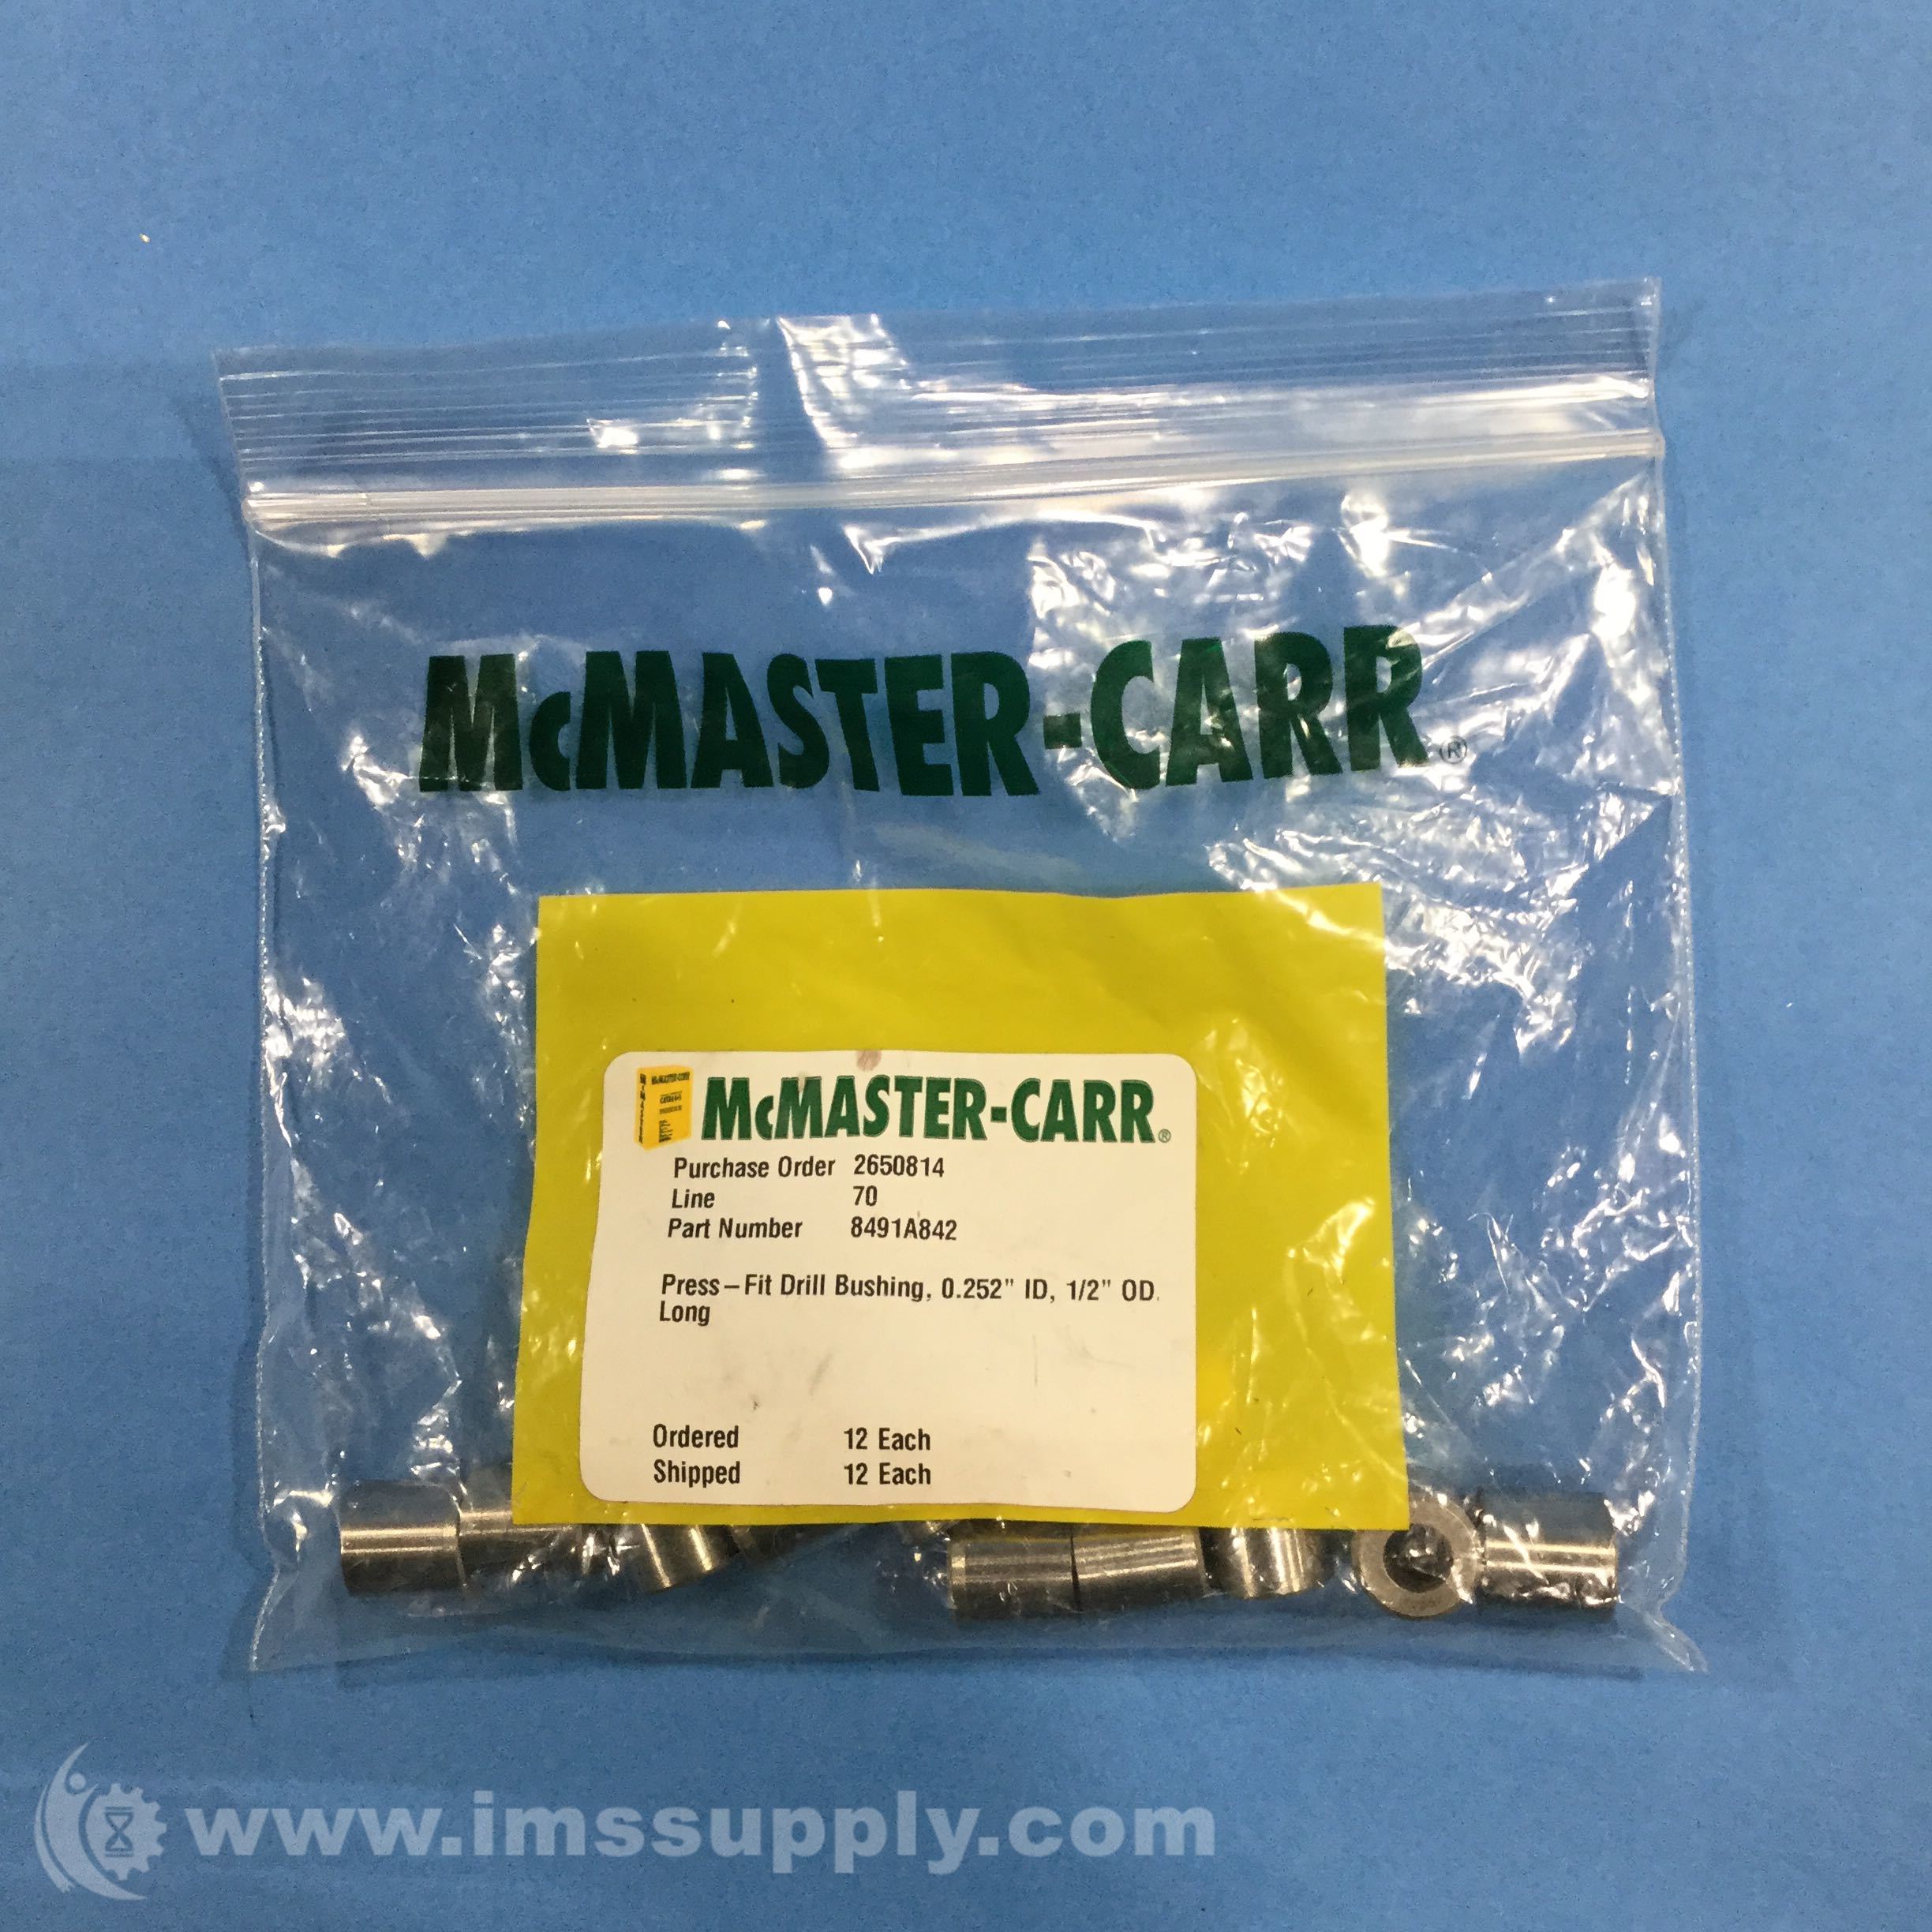 McMASTER-CARR®
McMASTER-CARR®
Purchase Order 2650814
Line 70
Part Number 8491A842
Press-Fit Drill Bushing, 0.252" ID, 1/2" OD,
Long
Ordered 12 Each
Shipped 12 Each
www.imssupply.com